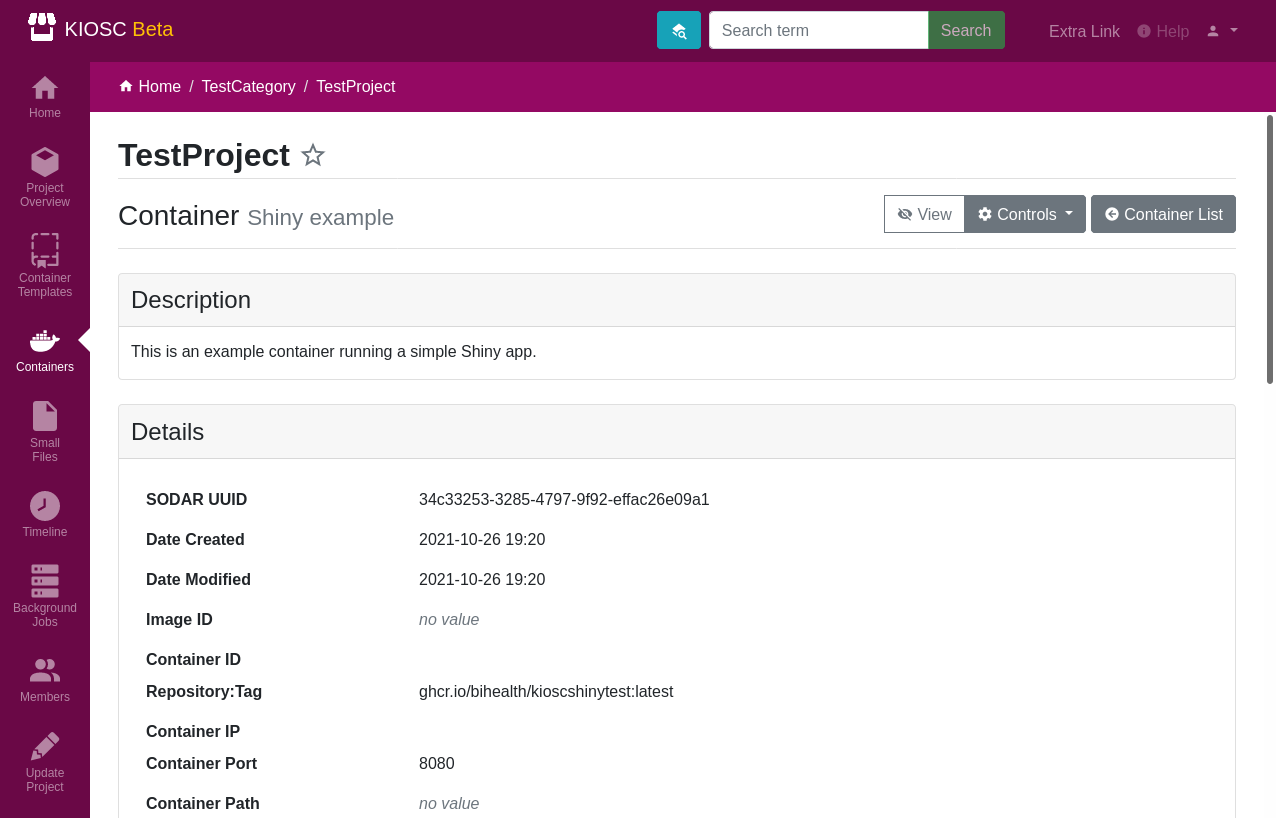 KIOSC Beta
Search term
Search
Extra Link
Help
Home
Project
Overview
Container
Templates
Containers
Small
Files
Timeline
Background
Jobs
Members
Update
Project
Home / TestCategory / TestProject
TestProject
Container Shiny example
View
Controls
Container List
Description
This is an example container running a simple Shiny app.
Details
SODAR UUID 34c33253-3285-4797-9f92-effac26e09a1
Date Created 2021-10-26 19:20
Date Modified 2021-10-26 19:20
Image ID no value
Container ID
Repository:Tag ghcr.io/bihealth/kioscshinytest:latest
Container IP
Container Port 8080
Container Path no value